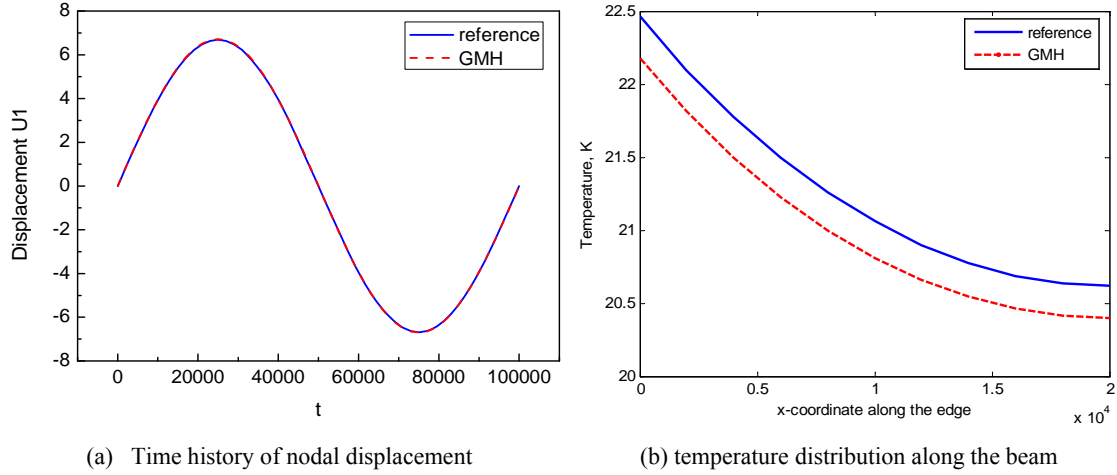 8
6
4
2
0
-2
-4
-6
-8
Displacement U1
reference
GMH
0
20000
40000
60000
80000
100000
t
(a) Time history of nodal displacement
22.5
22
21.5
21
20.5
20
Temperature, K
reference
GMH
0
0.5
1
1.5
2
x 10^4
x-coordinate along the edge
(b) temperature distribution along the beam